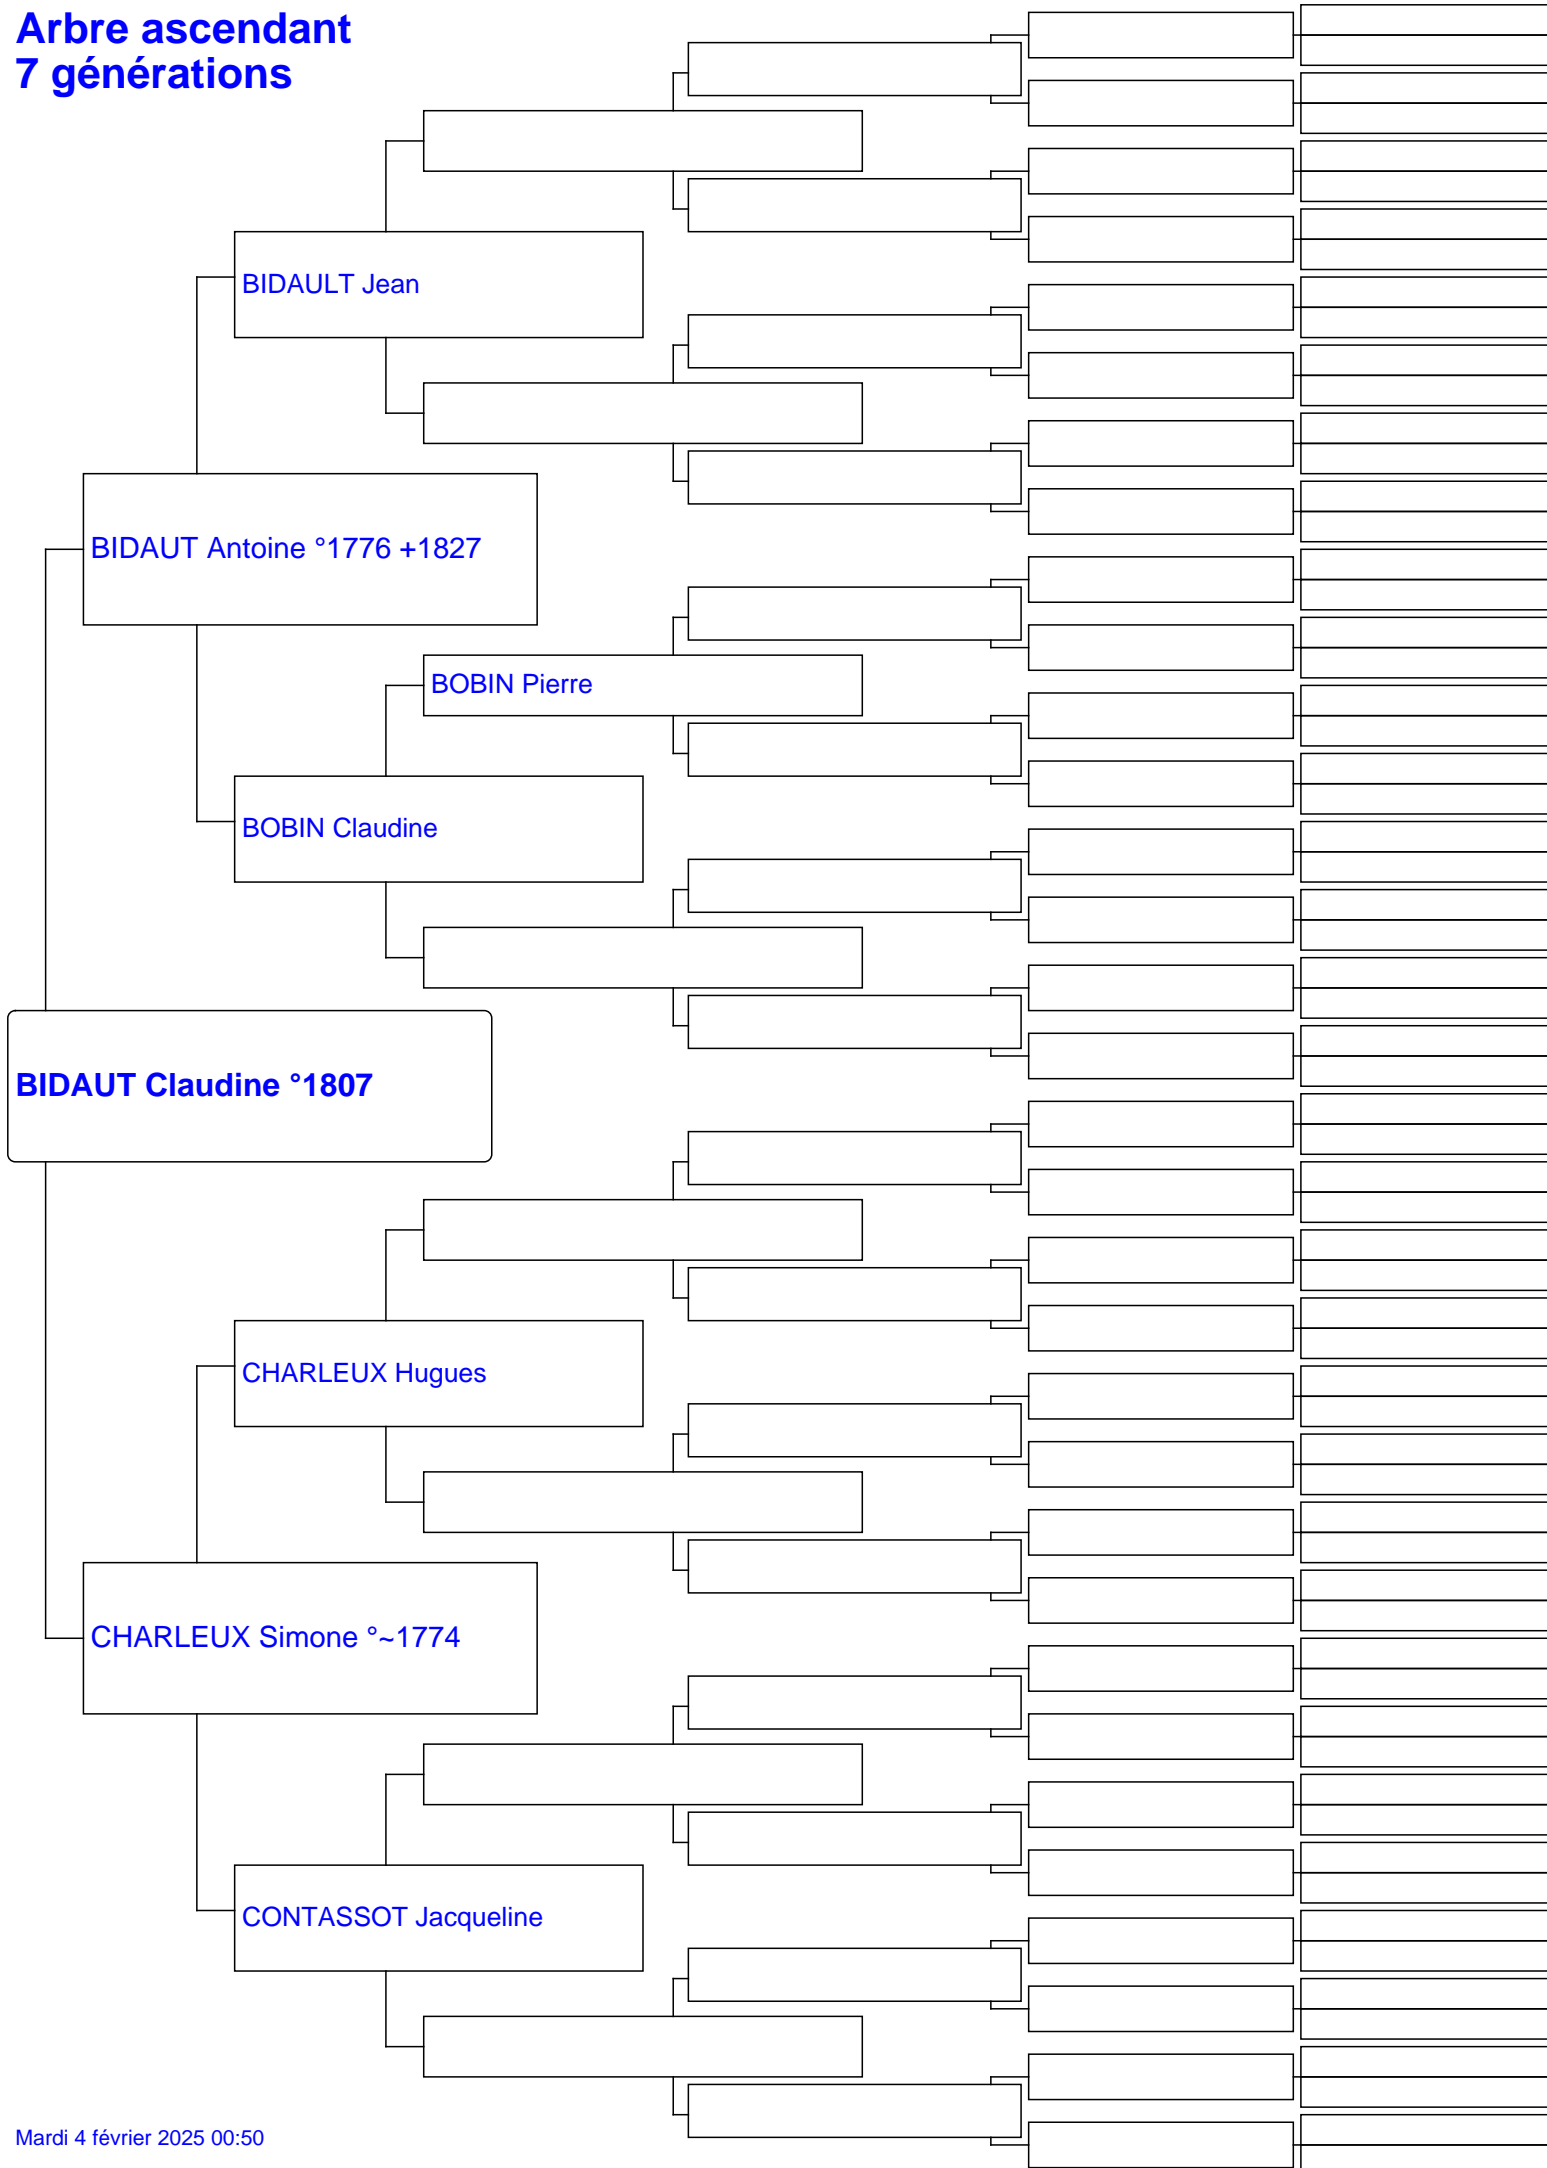 Arbre ascendant
7 générations
BIDAULT Jean
BIDAUT Antoine °1776 +1827
BOBIN Pierre
BOBIN Claudine
BIDAUT Claudine °1807
CHARLEUX Hugues
CHARLEUX Simone °~1774
CONTASSOT Jacqueline
Mardi 4 février 2025 00:50